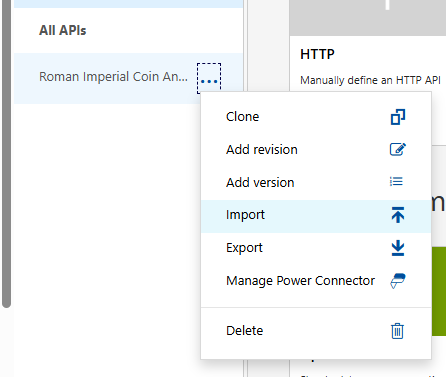 All APIs
Roman Imperial Coin An...
HTTP
Manually define an HTTP API
Clone
Add revision
Add version
Import
Export
Manage Power Connector
Delete